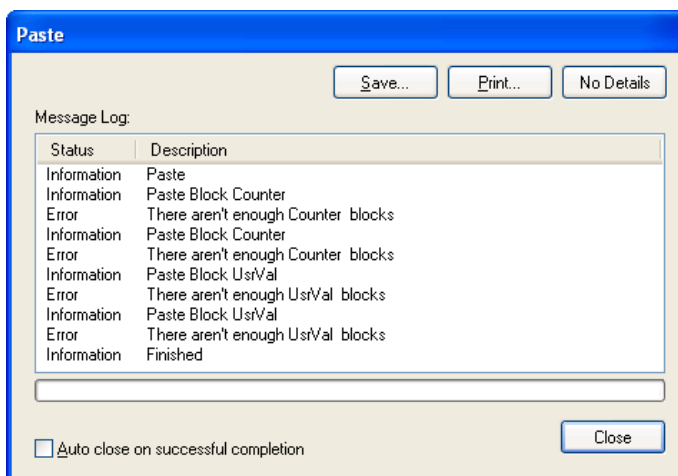 Paste
Save... Print... No Details
Message Log:
Status Description
Information Paste
Information Paste Block Counter
Error There aren't enough Counter  blocks
Information Paste Block Counter
Error There aren't enough Counter  blocks
Information Paste Block UsrVal
Error There aren't enough UsrVal  blocks
Information Paste Block UsrVal
Error There aren't enough UsrVal  blocks
Information Finished
Close
Auto close on successful completion